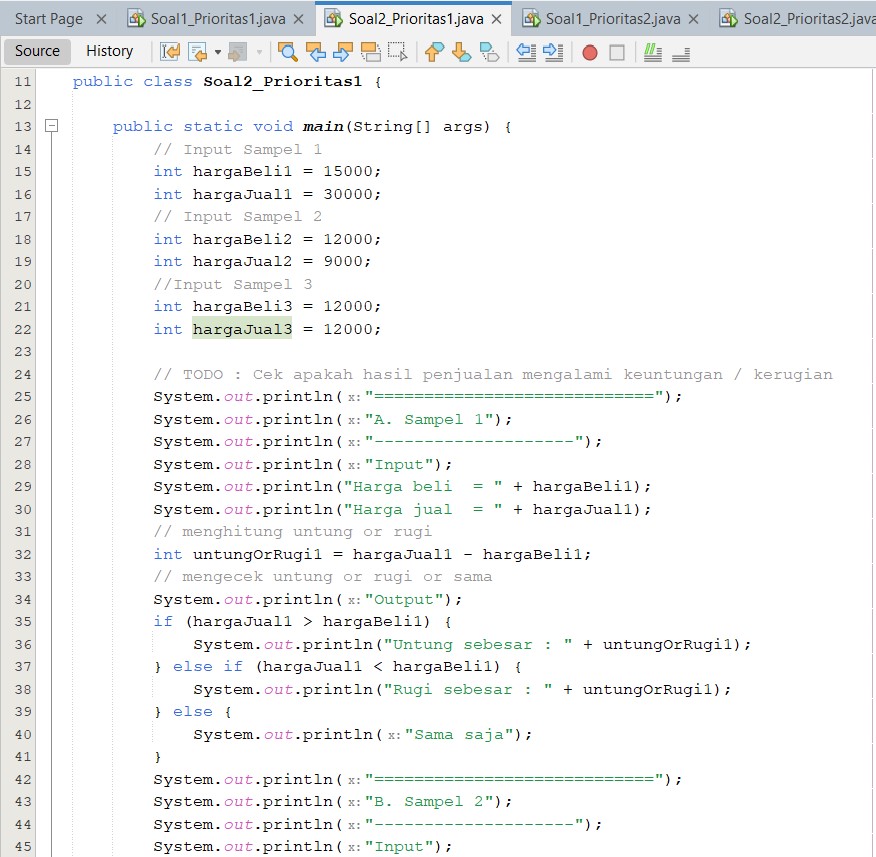 Start Page Soal1_Prioritas1.java Soal2_Prioritas1.java Soal1_Prioritas2.java Soal2_Prioritas2.java
Source History
11 public class Soal2_Prioritas1 {
12
13 public static void main(String[] args) {
14 // Input Sampel 1
15 int hargaBeli1 = 15000;
16 int hargaJual1 = 30000;
17 // Input Sampel 2
18 int hargaBeli2 = 12000;
19 int hargaJual2 = 9000;
20 //Input Sampel 3
21 int hargaBeli3 = 12000;
22 int hargaJual3 = 12000;
23
24 // TODO : Cek apakah hasil penjualan mengalami keuntungan / kerugian
25 System.out.println( x: "============================");
26 System.out.println( x: "A. Sampel 1");
27 System.out.println( x: "--------------------");
28 System.out.println( x: "Input");
29 System.out.println("Harga beli  = " + hargaBeli1);
30 System.out.println("Harga jual  = " + hargaJual1);
31 // menghitung untung or rugi
32 int untungOrRugi1 = hargaJual1 - hargaBeli1;
33 // mengecek untung or rugi or sama
34 System.out.println( x: "Output");
35 if (hargaJual1 > hargaBeli1) {
36 System.out.println("Untung sebesar : " + untungOrRugi1);
37 } else if (hargaJual1 < hargaBeli1) {
38 System.out.println("Rugi sebesar : " + untungOrRugi1);
39 } else {
40 System.out.println( x: "Sama saja");
41 }
42 System.out.println( x: "============================");
43 System.out.println( x: "B. Sampel 2");
44 System.out.println( x: "--------------------");
45 System.out.println( x: "Input");